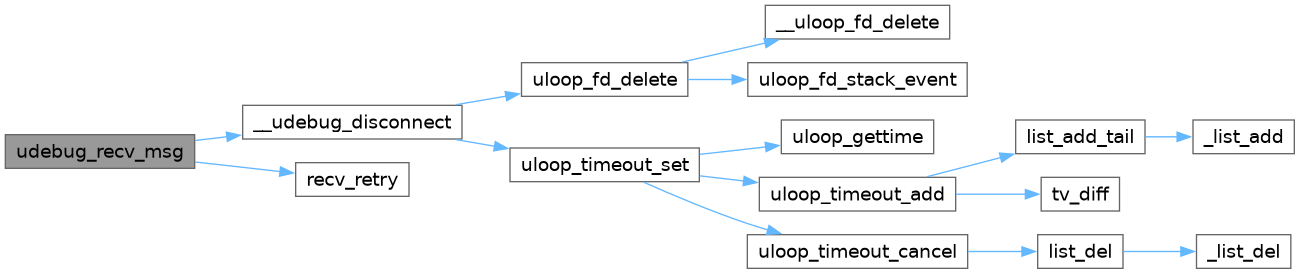 udebug_recv_msg
__udebug_disconnect
recv_retry
uloop_fd_delete
uloop_timeout_set
__uloop_fd_delete
uloop_fd_stack_event
uloop_gettime
uloop_timeout_add
uloop_timeout_cancel
list_add_tail
tv_diff
list_del
_list_add
_list_del